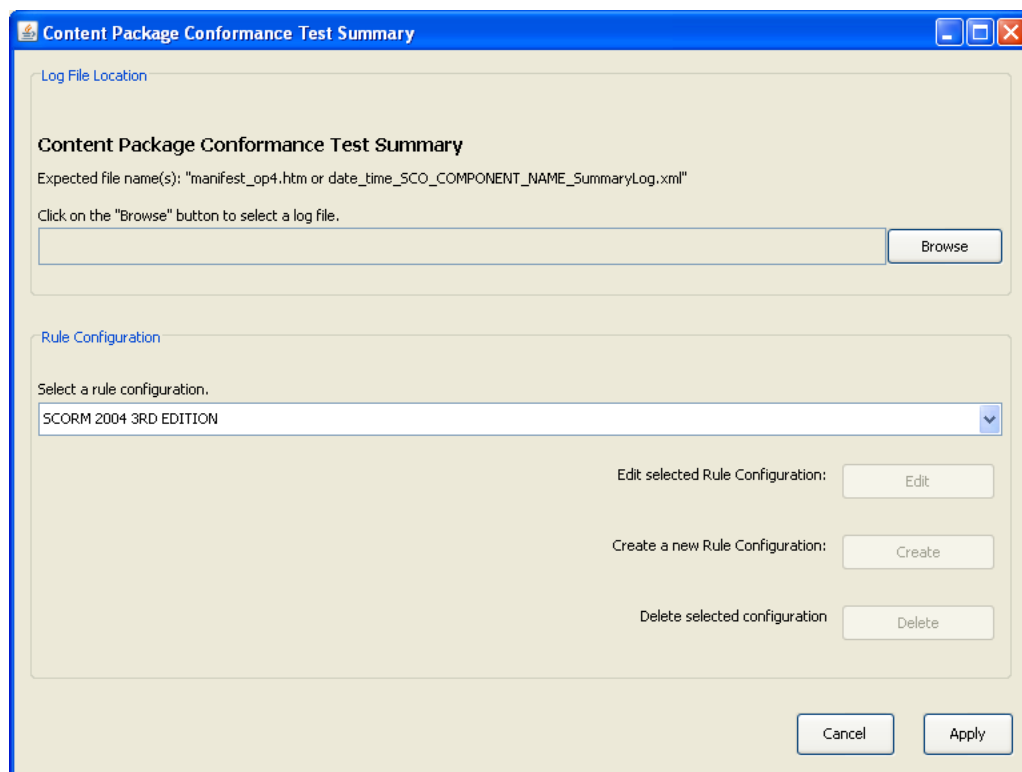 Content Package Conformance Test Summary
Log File Location
Content Package Conformance Test Summary
Expected file name(s): "manifest_op4.htm or date_time_SCO_COMPONENT_NAME_SummaryLog.xml"
Click on the "Browse" button to select a log file.
Browse
Rule Configuration
Select a rule configuration.
SCORM 2004 3RD EDITION
Edit selected Rule Configuration: Edit
Create a new Rule Configuration: Create
Delete selected configuration Delete
Cancel Apply